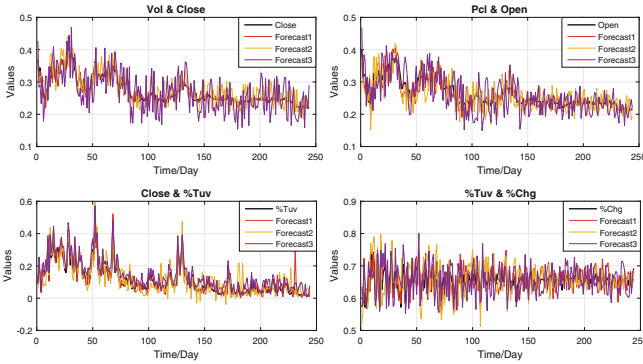 Vol & Close
Values
0.5
0.4
0.3
0.2
0.1
0
50
100
150
200
250
Time/Day
Close
Forecast1
Forecast2
Forecast3
Pcl & Open
Values
0.5
0.4
0.3
0.2
0.1
0
50
100
150
200
250
Time/Day
Open
Forecast1
Forecast2
Forecast3
Close & %Tuv
Values
0.6
0.4
0.2
0
-0.2
0
50
100
150
200
250
Time/Day
%Tuv
Forecast1
Forecast2
Forecast3
%Tuv & %Chg
Values
0.9
0.8
0.7
0.6
0.5
0
50
100
150
200
250
Time/Day
%Chg
Forecast1
Forecast2
Forecast3